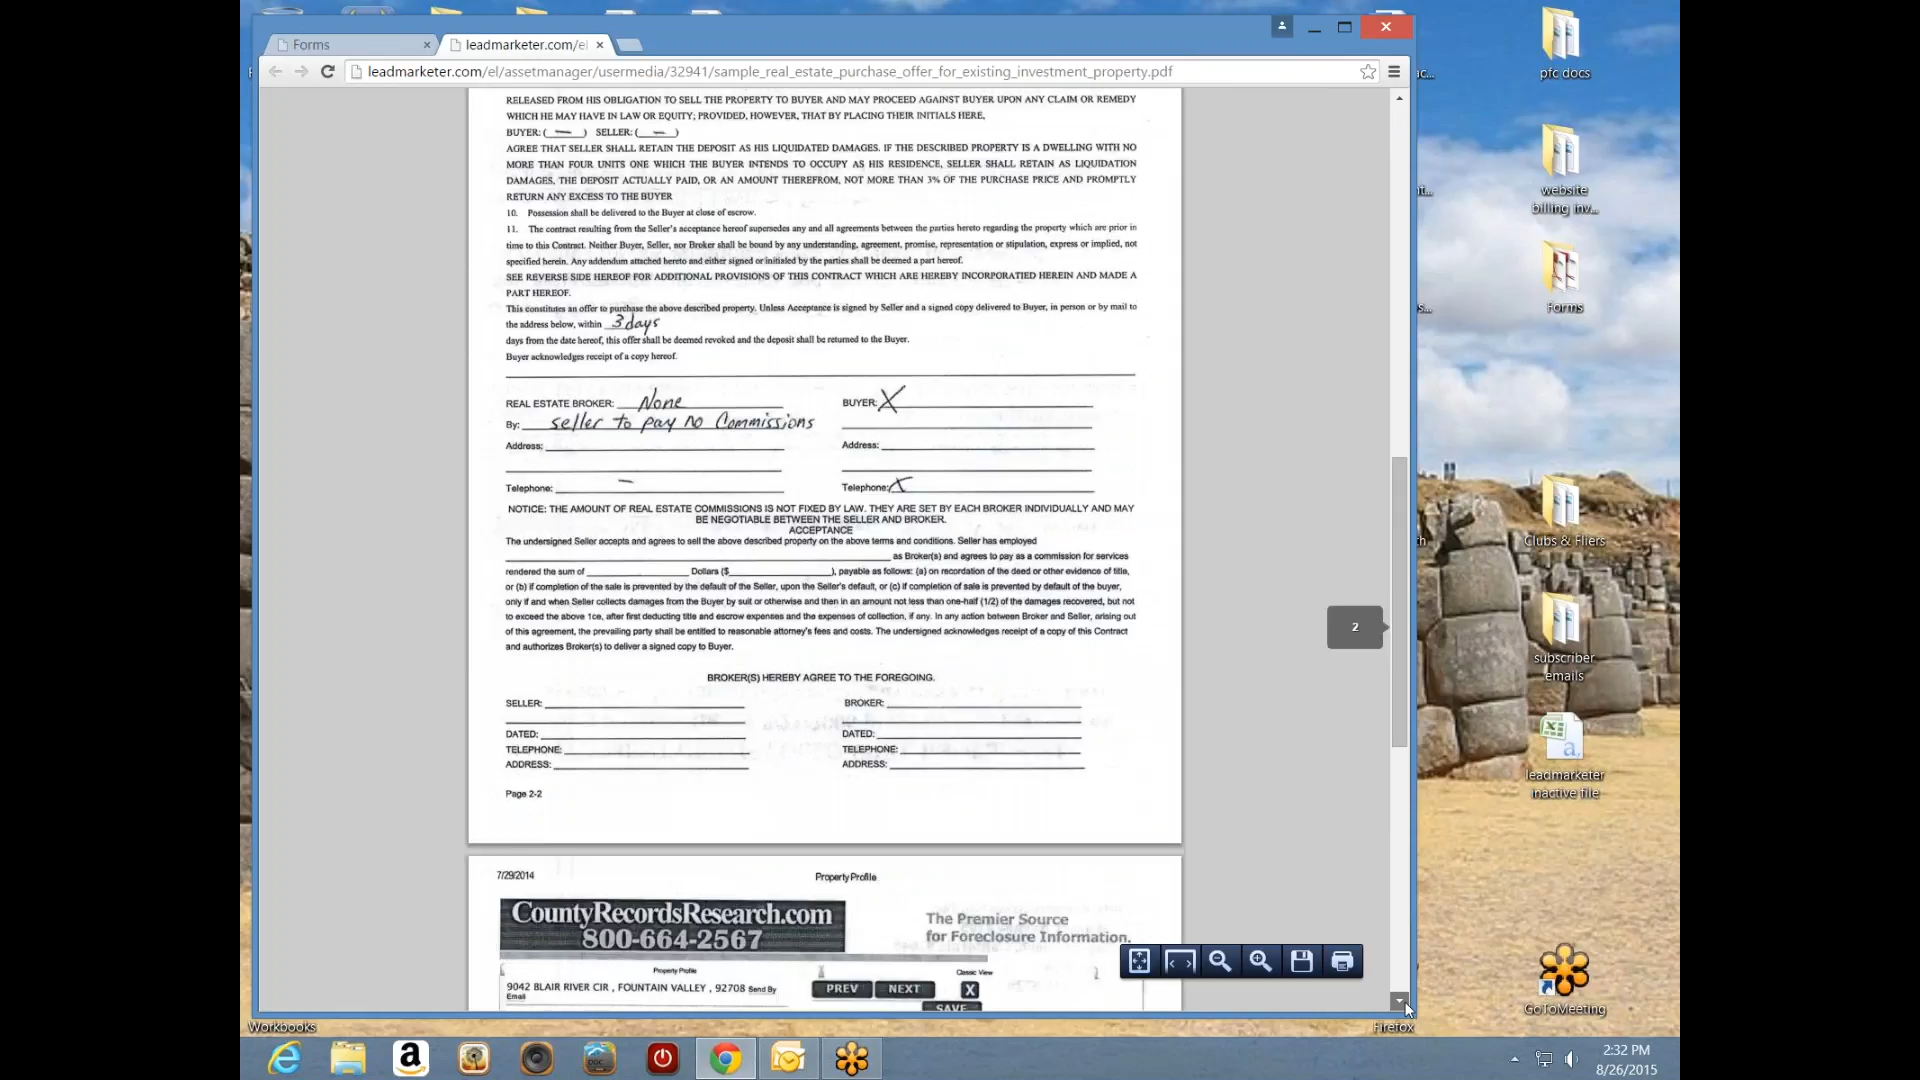 Forms
leadmarketer.com/el
leadmarketer.com/el/assetmanager/usermedia/32941/sample_real_estate_purchase_offer_for_existing_investment_property.pdf
RELEASED FROM HIS OBLIGATION TO SELL THE PROPERTY TO BUYER AND MAY PROCEED AGAINST BUYER UPON ANY CLAIM OR REMEDY
WHICH HE MAY HAVE IN LAW OR EQUITY; PROVIDED, HOWEVER, THAT BY PLACING THEIR INITIALS HERE,
BUYER: ( — ) SELLER: ( — )
AGREE THAT SELLER SHALL RETAIN THE DEPOSIT AS HIS LIQUIDATED DAMAGES. IF THE DESCRIBED PROPERTY IS A DWELLING WITH NO
MORE THAN FOUR UNITS ONE WHICH THE BUYER INTENDS TO OCCUPY AS HIS RESIDENCE, SELLER SHALL RETAIN AS LIQUIDATION
DAMAGES, THE DEPOSIT ACTUALLY PAID, OR AN AMOUNT THEREFROM, NOT MORE THAN 3% OF THE PURCHASE PRICE AND PROMPTLY
RETURN ANY EXCESS TO THE BUYER
10. Possession shall be delivered to the Buyer at close of escrow.
11. The contract resulting from the Seller's acceptance hereof supersedes any and all agreements between the parties hereto regarding the property which are prior in
time to this Contract. Neither Buyer, Seller, nor Broker shall be bound by any understanding, agreement, promise, representation or stipulation, express or implied, not
specified herein. Any addendum attached hereto and either signed or initialed by the parties shall be deemed a part hereof.
SEE REVERSE SIDE HEREOF FOR ADDITIONAL PROVISIONS OF THIS CONTRACT WHICH ARE HEREBY INCORPORATIED HEREIN AND MADE A
PART HEREOF.
This constitutes an offer to purchase the above described property. Unless Acceptance is signed by Seller and a signed copy delivered to Buyer, in person or by mail to
the address below, within 3 days
days from the date hereof, this offer shall be deemed revoked and the deposit shall be returned to the Buyer.
Buyer acknowledges receipt of a copy hereof.
REAL ESTATE BROKER: None BUYER: X
By: seller to pay no Commissions
Address: Address:
Telephone: — Telephone: X
NOTICE: THE AMOUNT OF REAL ESTATE COMMISSIONS IS NOT FIXED BY LAW. THEY ARE SET BY EACH BROKER INDIVIDUALLY AND MAY
BE NEGOTIABLE BETWEEN THE SELLER AND BROKER.
ACCEPTANCE
The undersigned Seller accepts and agrees to sell the above described property on the above terms and conditions. Seller has employed
as Broker(s) and agrees to pay as a commission for services
rendered the sum of Dollars ($ ), payable as follows: (a) on recordation of the deed or other evidence of title,
or (b) if completion of the sale is prevented by the default of the Seller, upon the Seller's default, or (c) if completion of sale is prevented by default of the buyer,
only if and when Seller collects damages from the Buyer by suit or otherwise and then in an amount not less than one-half (1/2) of the damages recovered, but not
to exceed the above 1ce, after first deducting title and escrow expenses and the expenses of collection, if any. In any action between Broker and Seller, arising out
of this agreement, the prevailing party shall be entitled to reasonable attorney's fees and costs. The undersigned acknowledges receipt of a copy of this Contract
and authorizes Broker(s) to deliver a signed copy to Buyer.
BROKER(S) HEREBY AGREE TO THE FOREGOING.
SELLER: BROKER:
DATED: DATED:
TELEPHONE: TELEPHONE:
ADDRESS: ADDRESS:
Page 2-2
2
7/29/2014 Property Profile
CountyRecordsResearch.com
800-664-2567
The Premier Source
for Foreclosure Information.
Property Profile Classic View
9042 BLAIR RIVER CIR , FOUNTAIN VALLEY , 92708 Send By
Email
PREV NEXT X
SAVE
pfc docs
website
billing inv...
Forms
Clubs & Fliers
subscriber
emails
leadmarketer
inactive file
GoToMeeting
Workbooks
Firefox
2:32 PM
8/26/2015